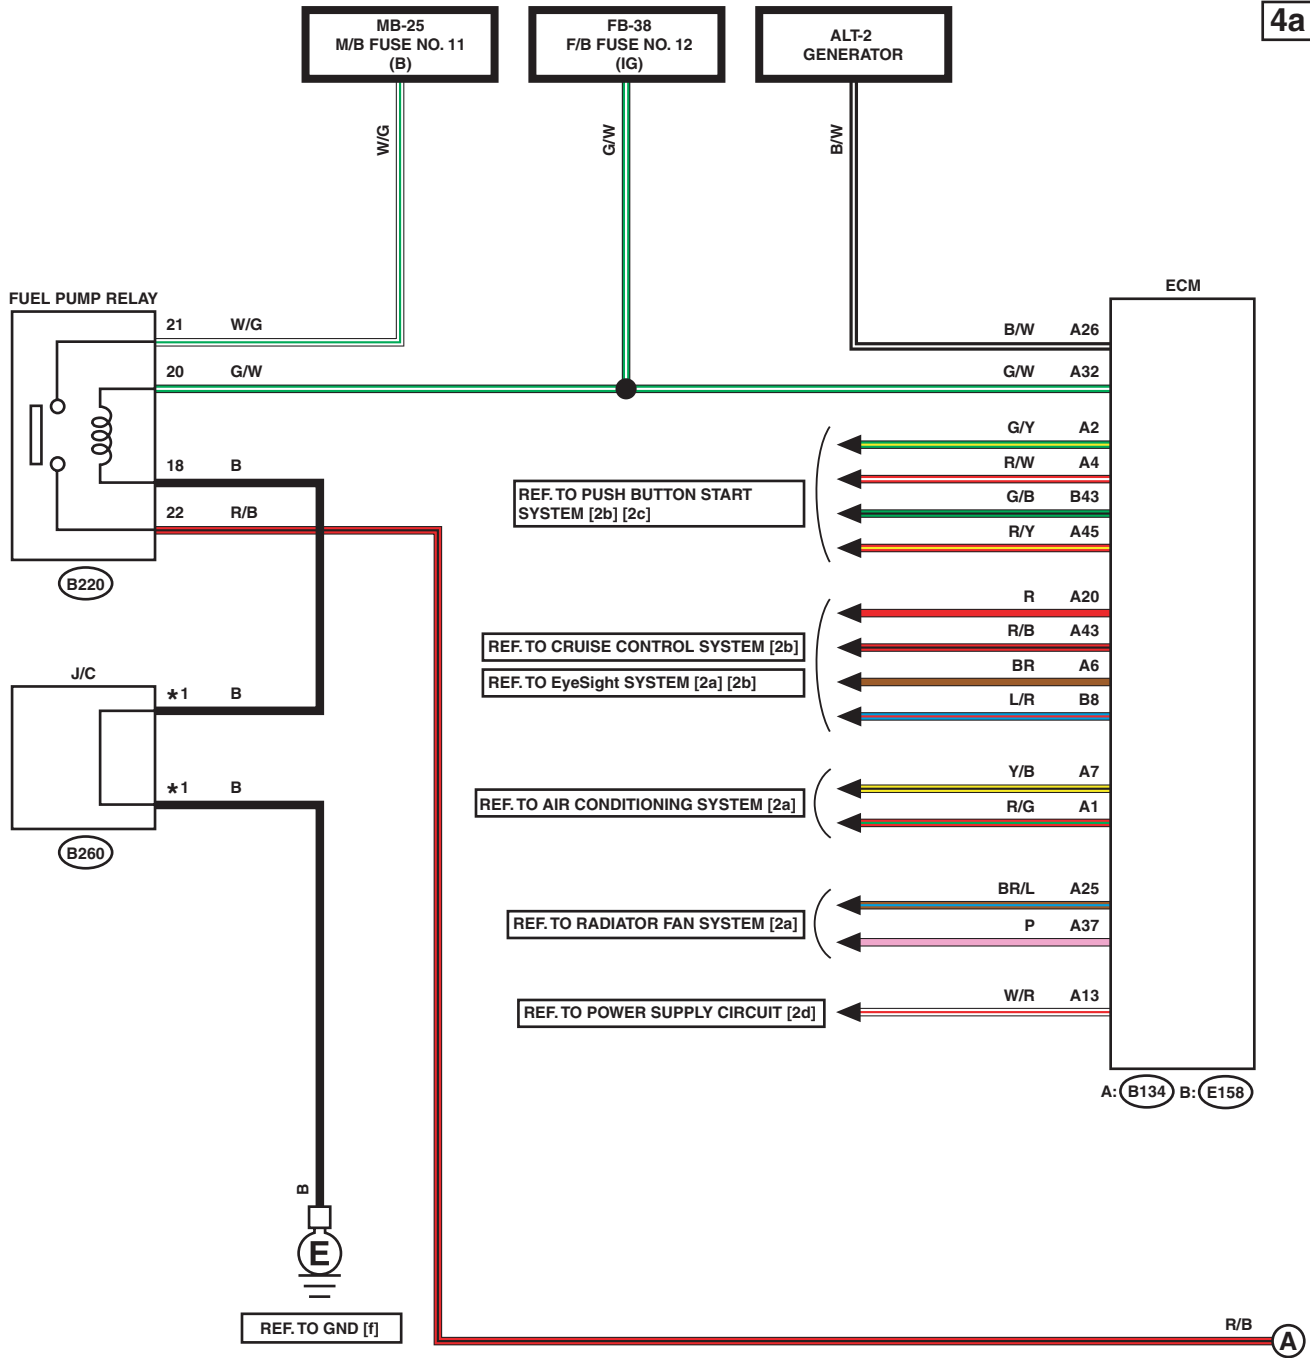 4a
MB-25
M/B FUSE NO. 11
(B)
FB-38
F/B FUSE NO. 12
(IG)
ALT-2
GENERATOR
W/G
G/W
B/W
FUEL PUMP RELAY
21 W/G
20 G/W
18 B
22 R/B
B220
J/C
*1 B
*1 B
B260
B
E
REF. TO GND [f]
ECM
B/W A26
G/W A32
G/Y A2
R/W A4
G/B B43
R/Y A45
REF. TO PUSH BUTTON START
SYSTEM [2b] [2c]
R A20
R/B A43
BR A6
L/R B8
REF. TO CRUISE CONTROL SYSTEM [2b]
REF. TO EyeSight SYSTEM [2a] [2b]
Y/B A7
R/G A1
REF. TO AIR CONDITIONING SYSTEM [2a]
BR/L A25
P A37
REF. TO RADIATOR FAN SYSTEM [2a]
W/R A13
REF. TO POWER SUPPLY CIRCUIT [2d]
A: B134 B: E158
R/B
A